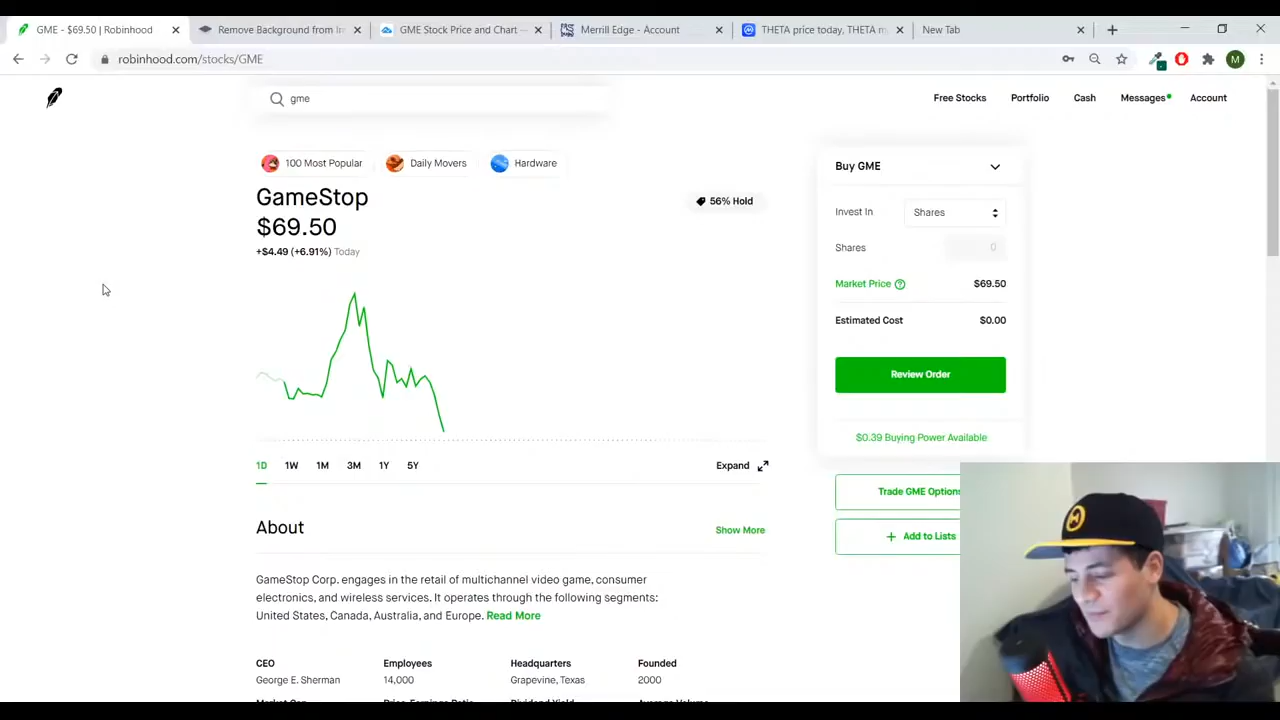 GME - $69.50 | Robinhood
Remove Background from Im
GME Stock Price and Chart —
Merrill Edge - Account
THETA price today, THETA m
New Tab
robinhood.com/stocks/GME
M
gme
Free Stocks
Portfolio
Cash
Messages
Account
100 Most Popular
Daily Movers
Hardware
GameStop
$69.50
+$4.49 (+6.91%) Today
56% Hold
Buy GME
Invest In
Shares
Shares
0
Market Price
$69.50
Estimated Cost
$0.00
Review Order
$0.39 Buying Power Available
1D 1W 1M 3M 1Y 5Y
Expand
Trade GME Options
+ Add to Lists
About
Show More
GameStop Corp. engages in the retail of multichannel video game, consumer
electronics, and wireless services. It operates through the following segments:
United States, Canada, Australia, and Europe. Read More
CEO
George E. Sherman
Employees
14,000
Headquarters
Grapevine, Texas
Founded
2000